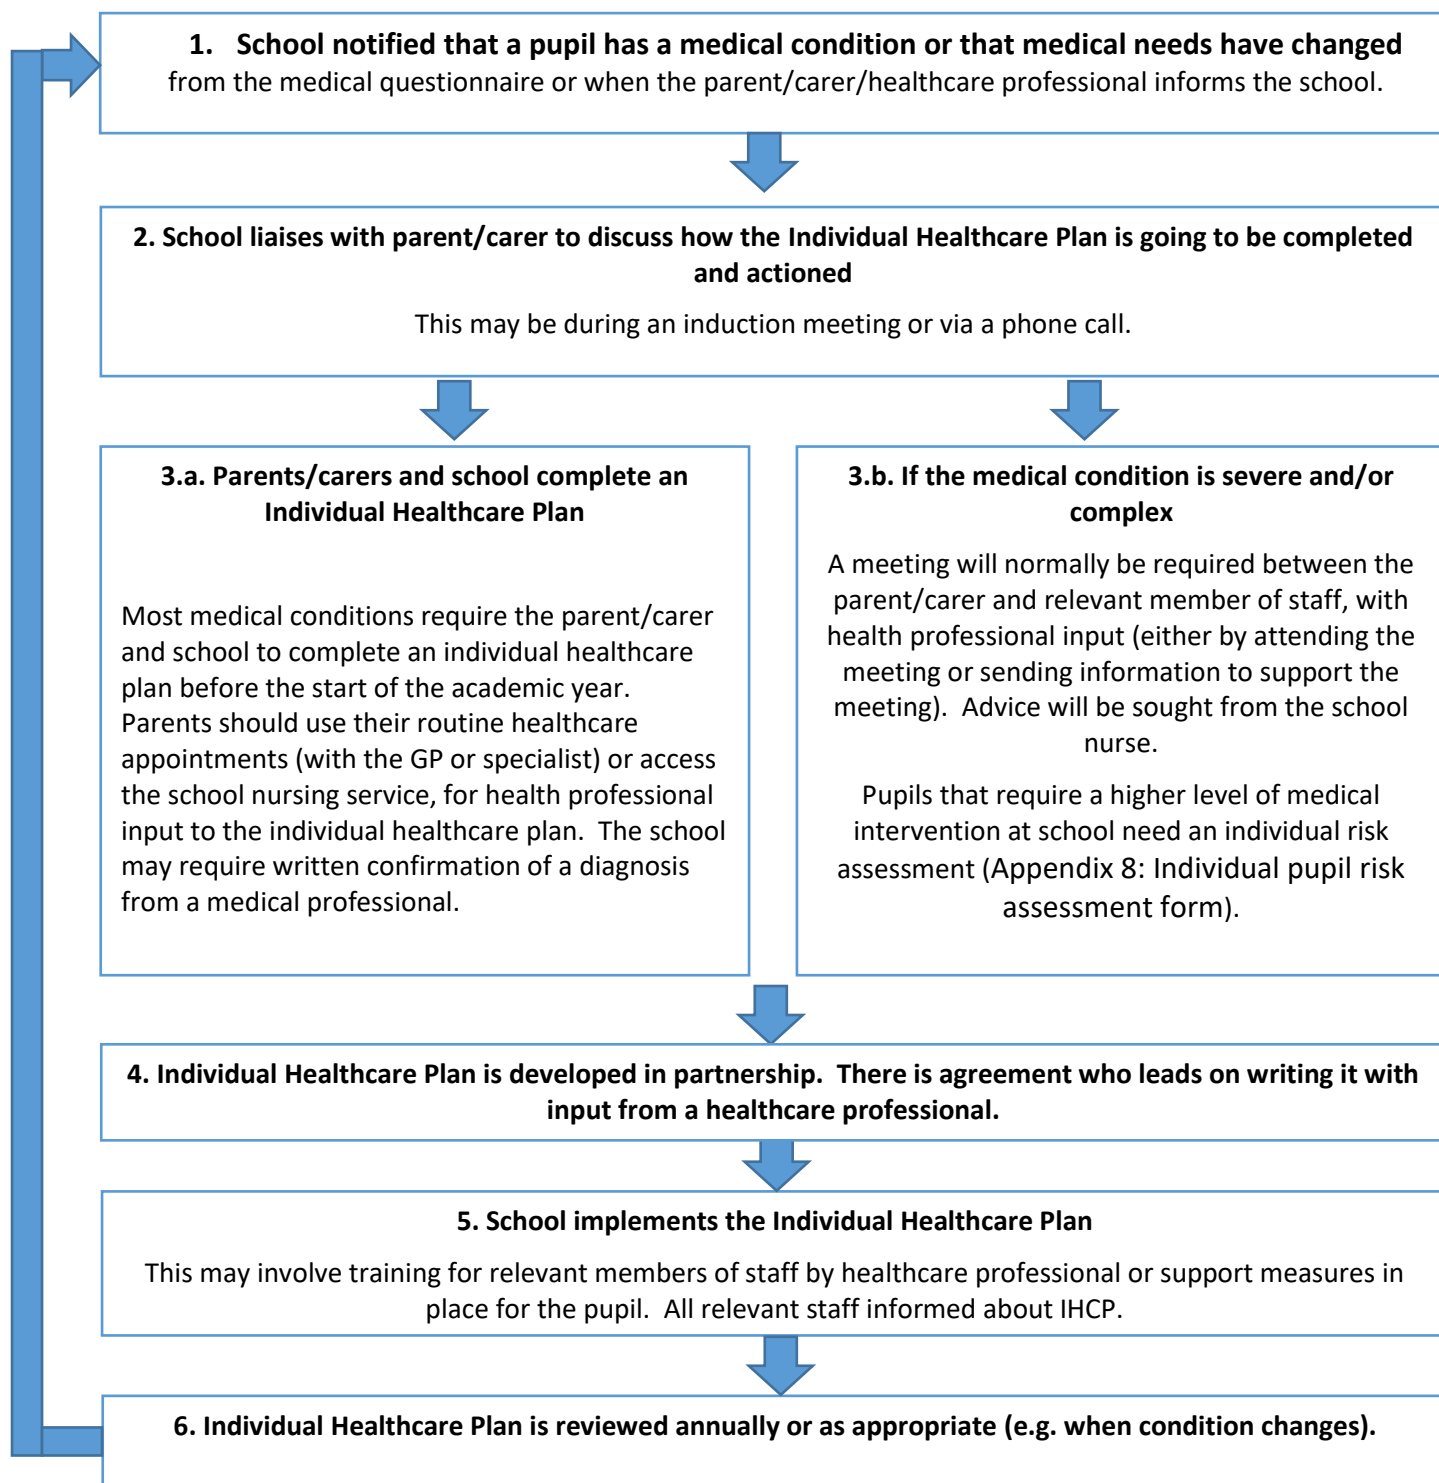 1. School notified that a pupil has a medical condition or that medical needs have changed
from the medical questionnaire or when the parent/carer/healthcare professional informs the school.
2. School liaises with parent/carer to discuss how the Individual Healthcare Plan is going to be completed
and actioned
This may be during an induction meeting or via a phone call.
3.a. Parents/carers and school complete an
Individual Healthcare Plan
Most medical conditions require the parent/carer
and school to complete an individual healthcare
plan before the start of the academic year.
Parents should use their routine healthcare
appointments (with the GP or specialist) or access
the school nursing service, for health professional
input to the individual healthcare plan.  The school
may require written confirmation of a diagnosis
from a medical professional.
3.b. If the medical condition is severe and/or
complex
A meeting will normally be required between the
parent/carer and relevant member of staff, with
health professional input (either by attending the
meeting or sending information to support the
meeting).  Advice will be sought from the school
nurse.
Pupils that require a higher level of medical
intervention at school need an individual risk
assessment (Appendix 8: Individual pupil risk
assessment form).
4. Individual Healthcare Plan is developed in partnership.  There is agreement who leads on writing it with
input from a healthcare professional.
5. School implements the Individual Healthcare Plan
This may involve training for relevant members of staff by healthcare professional or support measures in
place for the pupil.  All relevant staff informed about IHCP.
6. Individual Healthcare Plan is reviewed annually or as appropriate (e.g. when condition changes).